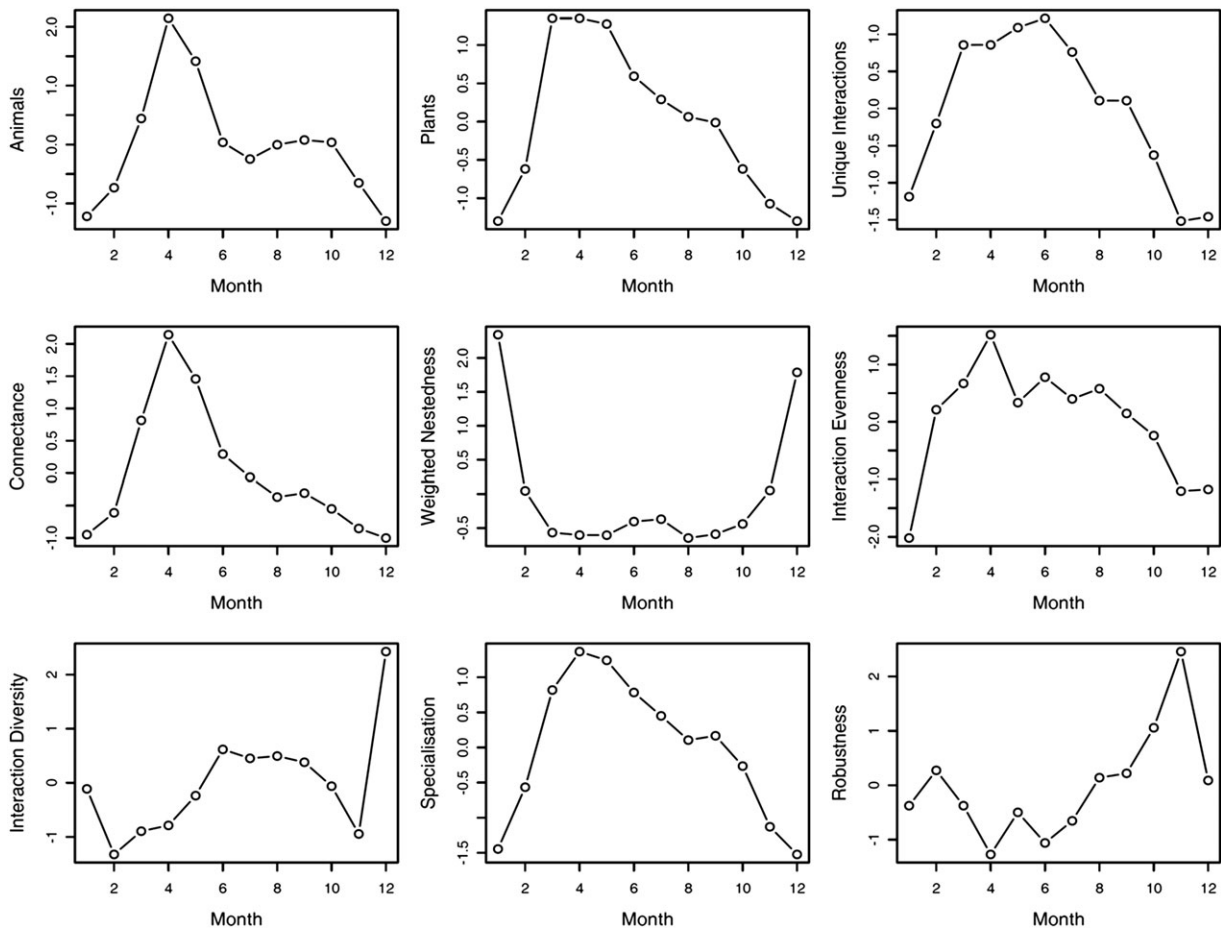 Animals
2.0
1.0
0.0
-1.0
2 4 6 8 10 12
Month
Plants
1.0
0.5
0.0
-0.5
-1.0
2 4 6 8 10 12
Month
Unique Interactions
1.0
0.5
0.0
-0.5
-1.0
-1.5
2 4 6 8 10 12
Month
Connectance
2.0
1.5
1.0
0.5
0.0
-1.0
2 4 6 8 10 12
Month
Weighted Nestedness
2.0
1.5
1.0
0.5
-0.5
2 4 6 8 10 12
Month
Interaction Evenness
1.0
0.0
-1.0
-2.0
2 4 6 8 10 12
Month
Interaction Diversity
2
1
0
-1
2 4 6 8 10 12
Month
Specialisation
1.0
0.5
0.0
-0.5
-1.5
2 4 6 8 10 12
Month
Robustness
2
1
0
-1
2 4 6 8 10 12
Month